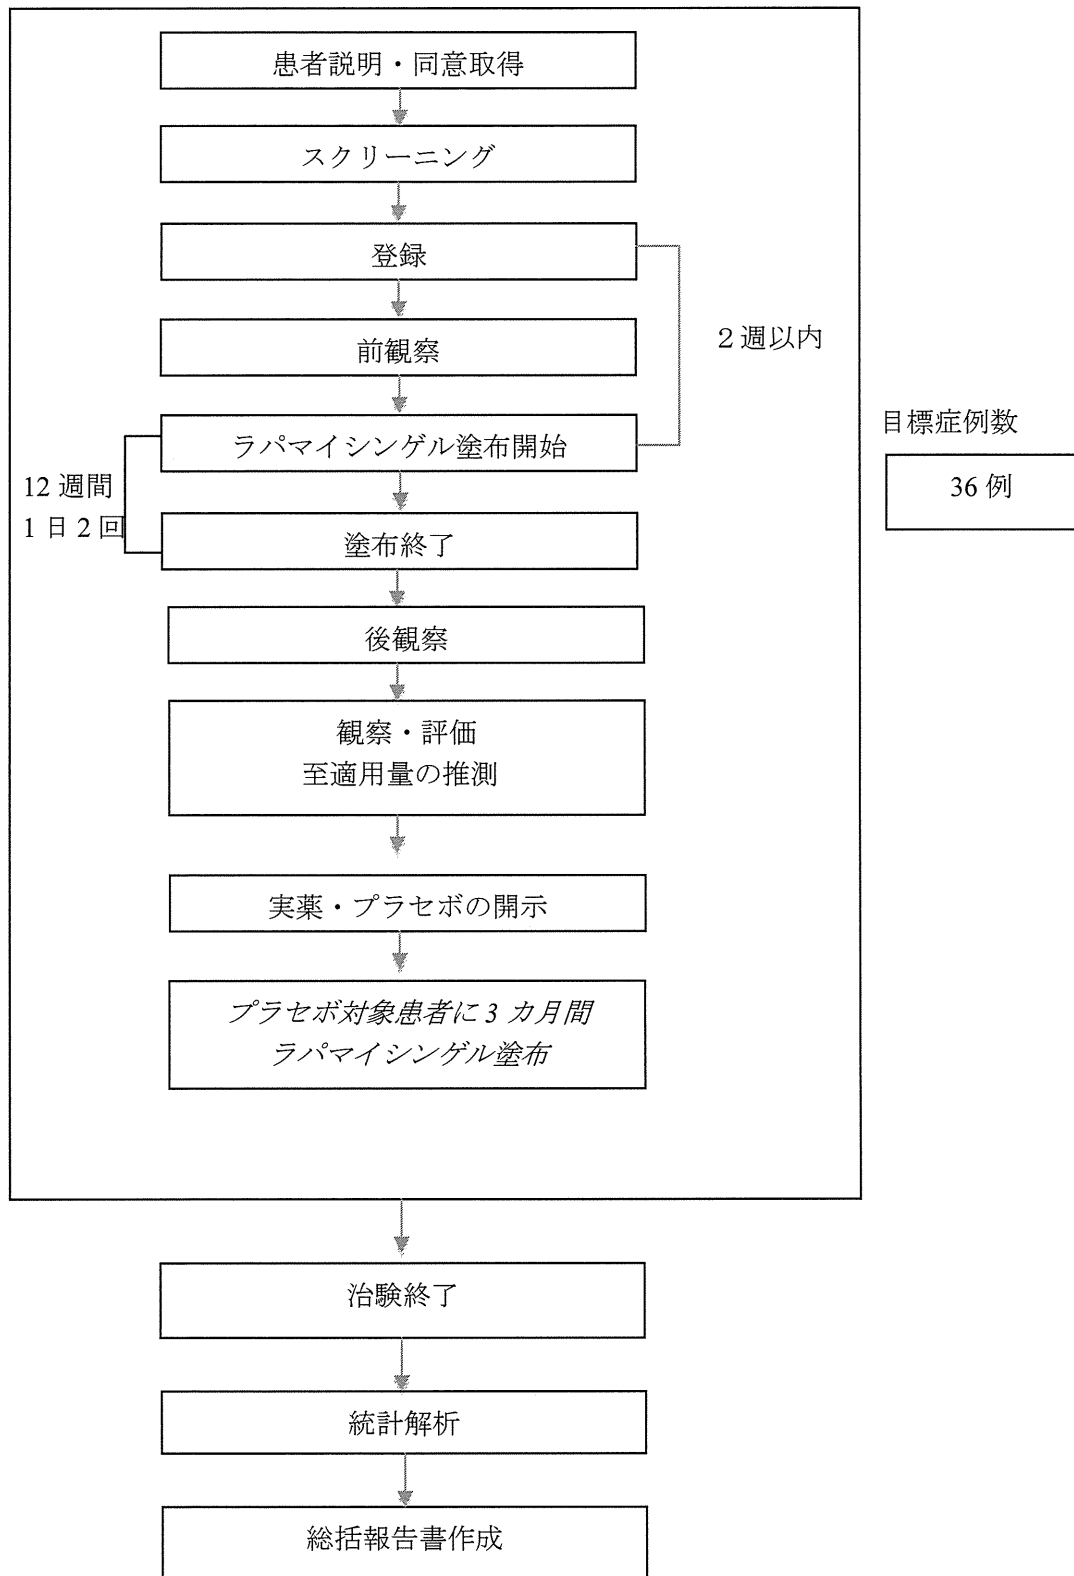 患者説明・同意取得
スクリーニング
登録
前観察
2週以内
ラパマイシンゲル塗布開始
目標症例数
36 例
12 週間
1 日 2 回
塗布終了
後観察
観察・評価
至適用量の推測
実薬・プラセボの開示
プラセボ対象患者に 3 カ月間
ラパマイシンゲル塗布
治験終了
統計解析
総括報告書作成